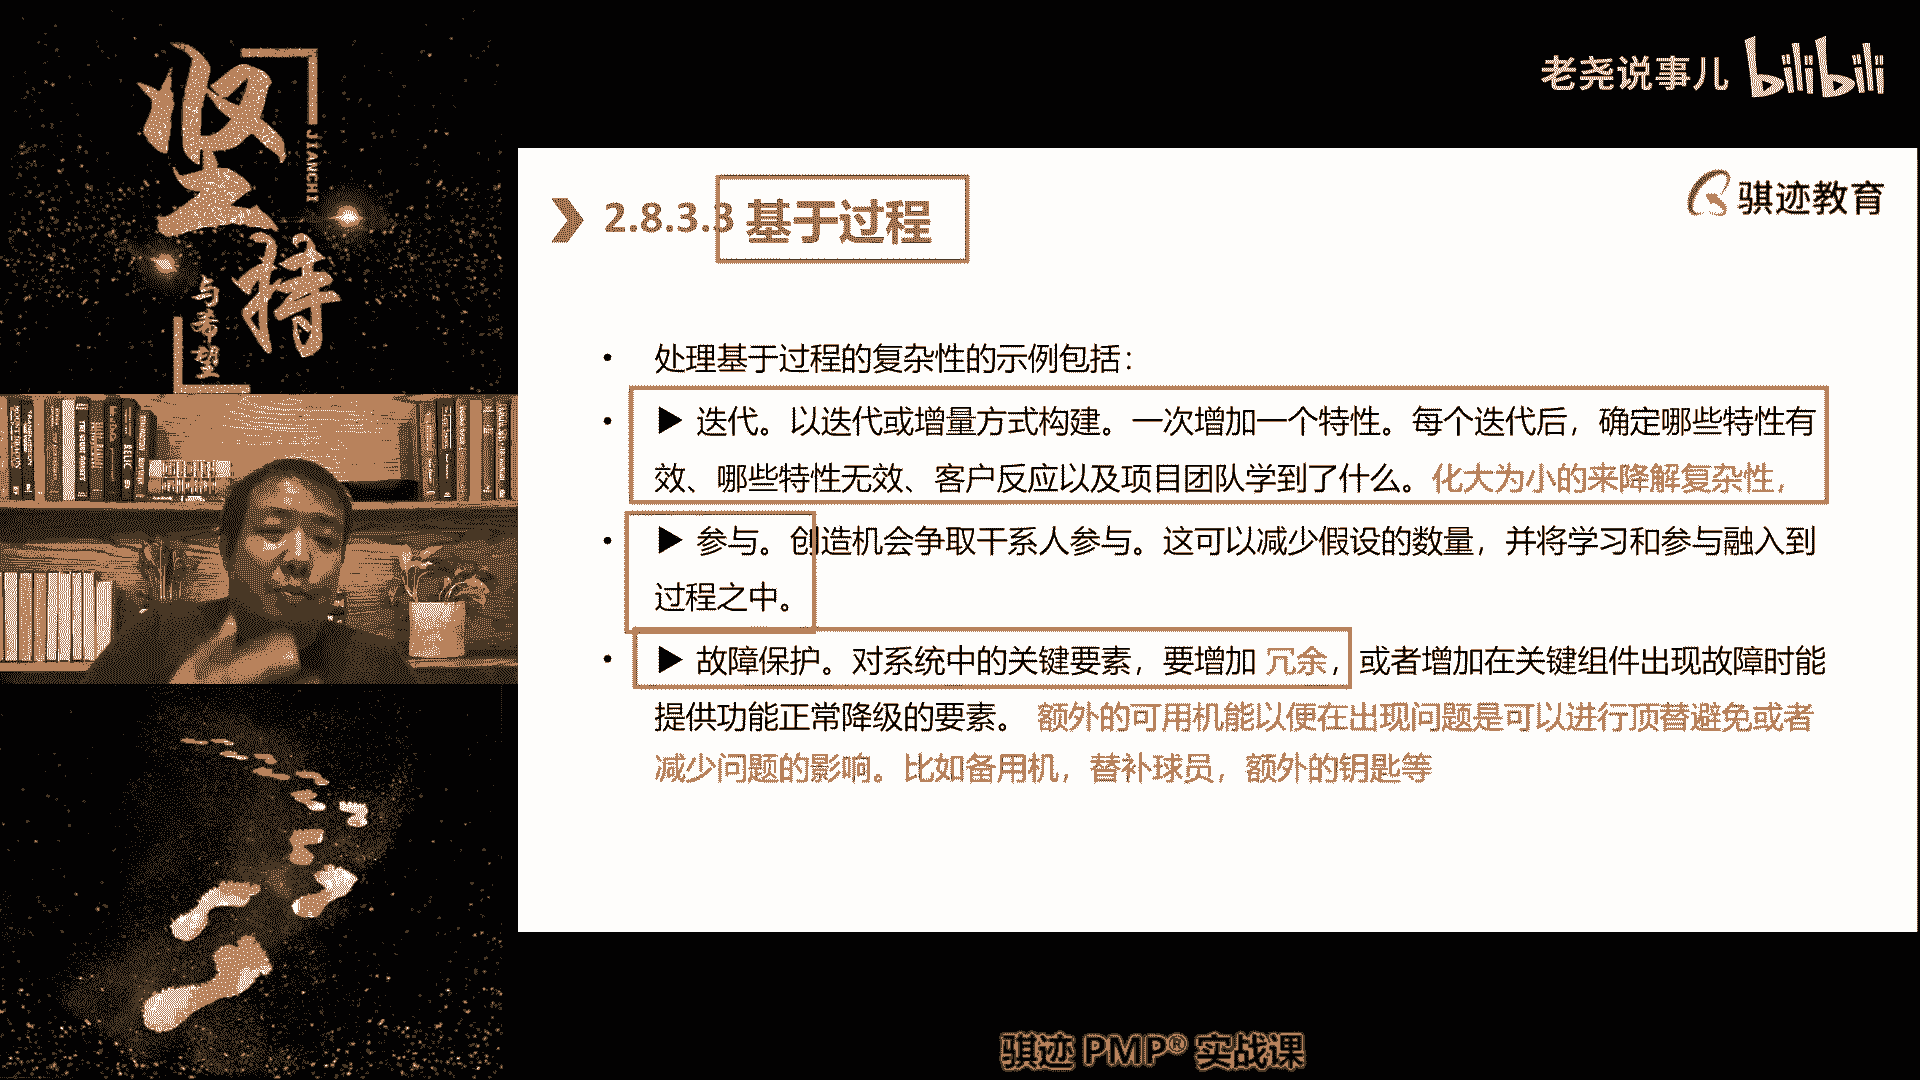 坚持
JIANCHI
与希望
老尧说事儿 bilibili
骐迹教育
2.8.3.3 基于过程
• 处理基于过程的复杂性的示例包括：
• ▶ 迭代。以迭代或增量方式构建。一次增加一个特性。每个迭代后，确定哪些特性有
效、哪些特性无效、客户反应以及项目团队学到了什么。化大为小的来降解复杂性，
• ▶ 参与。创造机会争取干系人参与。这可以减少假设的数量，并将学习和参与融入到
过程之中。
• ▶ 故障保护。对系统中的关键要素，要增加 冗余，或者增加在关键组件出现故障时能
提供功能正常降级的要素。 额外的可用机能以便在出现问题是可以进行顶替避免或者
减少问题的影响。比如备用机，替补球员，额外的钥匙等
骐迹 PMP® 实战课